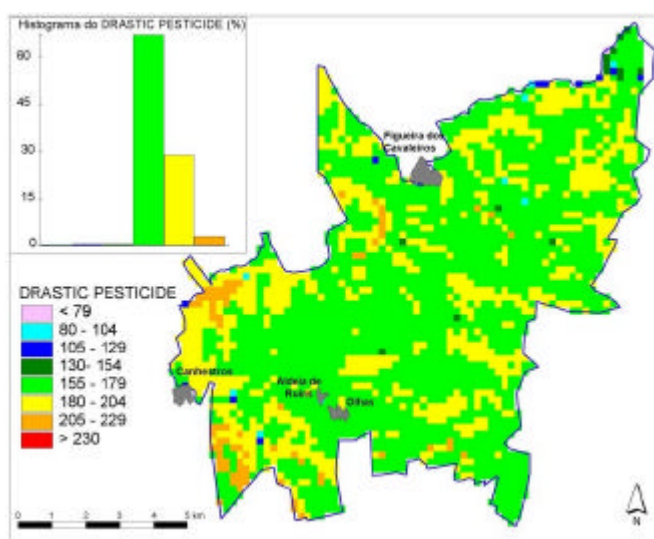 Histograma do DRASTIC PESTICIDE (%)
60
45
30
15
0
Figueira dos
Cavaleiros
DRASTIC PESTICIDE
< 79
80 - 104
105 - 129
130- 154
155 - 179
180 - 204
205 - 229
> 230
Canhestros
Aldeia de
Ruins
Olhas
0 1 2 3 4 5 km
N